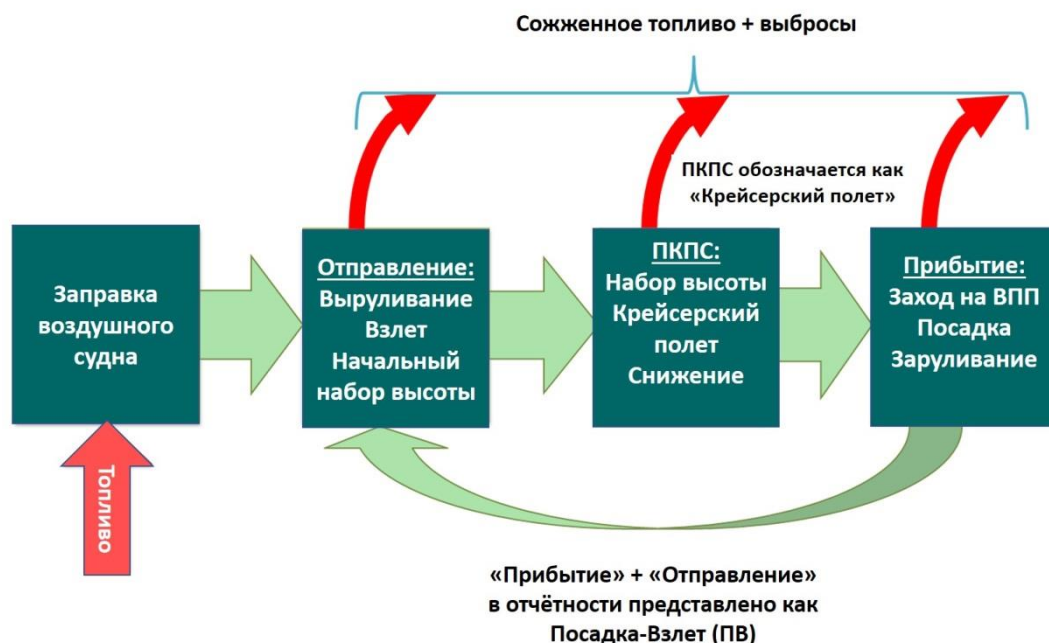 Сожженное топливо + выбросы
ПКПС обозначается как
«Крейсерский полет»
Заправка
воздушного
судна
Отправление:
Выруливание
Взлет
Начальный
набор высоты
ПКПС:
Набор высоты
Крейсерский
полет
Снижение
Прибытие:
Заход на ВПП
Посадка
Заруливание
Топливо
«Прибытие» + «Отправление»
в отчётности представлено как
Посадка-Взлет (ПВ)